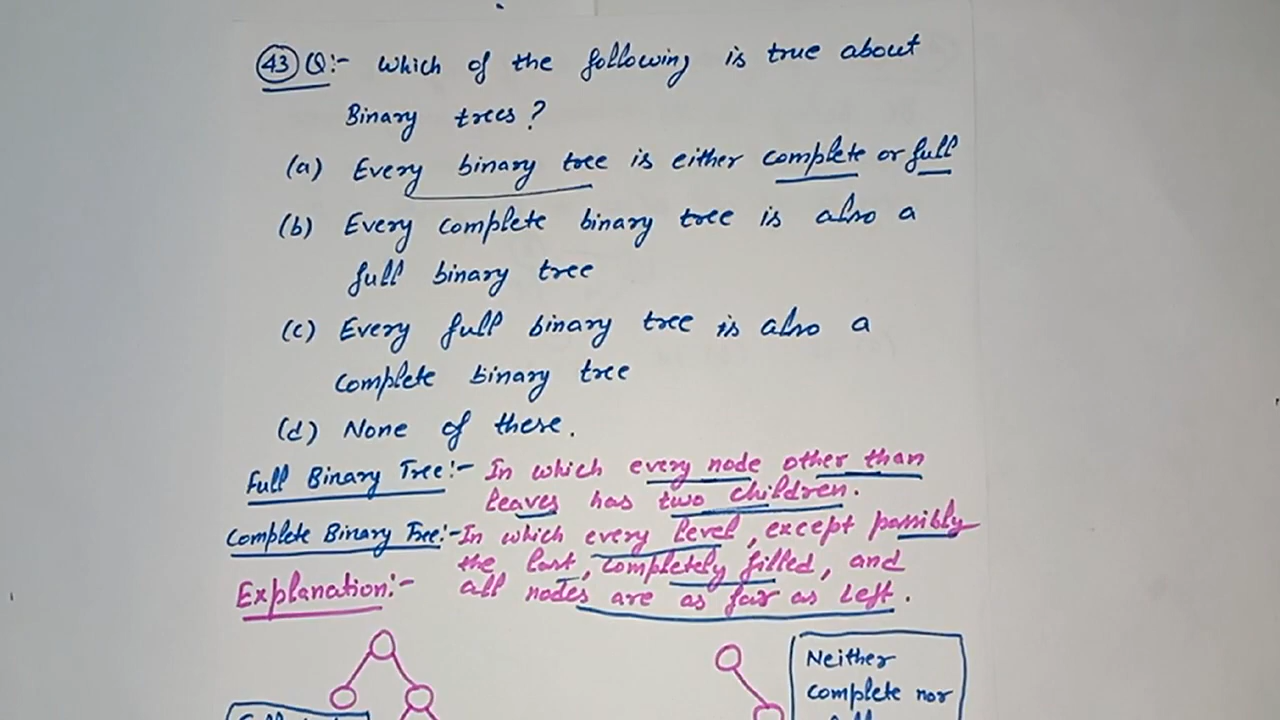 43 Q:- Which of the following is true about
Binary trees?
(a) Every binary tree is either complete or full
(b) Every complete binary tree is also a
full binary tree
(c) Every full binary tree is also a
complete binary tree
(d) None of these.
Full Binary Tree:- In which every node other than
leaves has two children.
Complete Binary Tree:- In which every level, except possibly
the last, completely filled, and
Explanation:- all nodes are as far as left.
Neither
complete nor